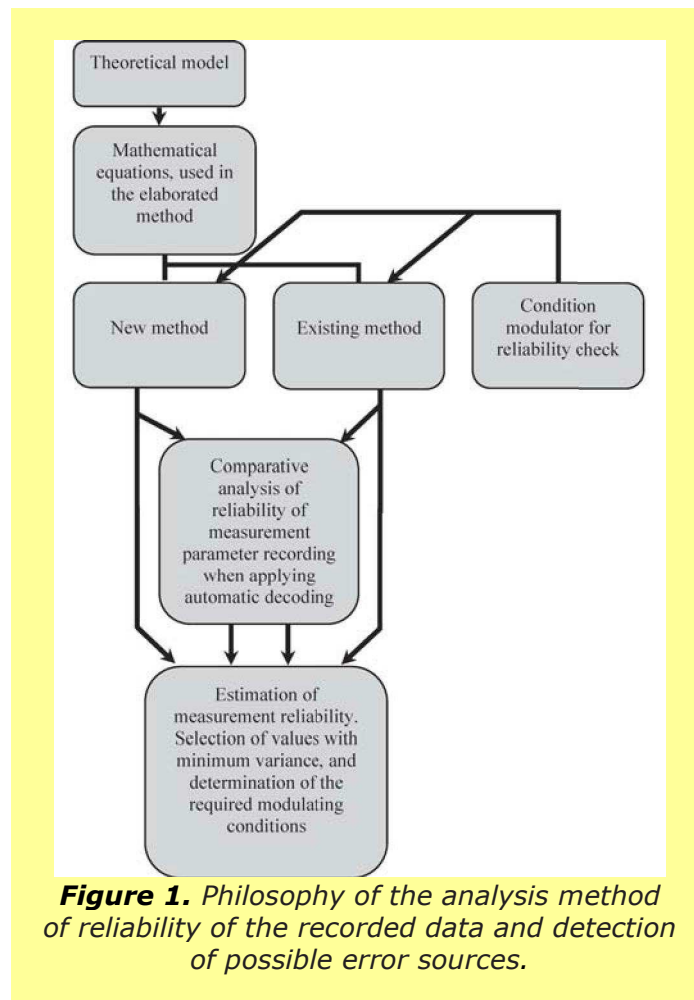 Theoretical model
Mathematical
equations, used in
the elaborated
method
New method
Existing method
Condition
modulator for
reliability check
Comparative
analysis of
reliability of
measurement
parameter recording
when applying
automatic decoding
Estimation of
measurement reliability.
Selection of values with
minimum variance, and
determination of the
required modulating
conditions
Figure 1. Philosophy of the analysis method
of reliability of the recorded data and detection
of possible error sources.